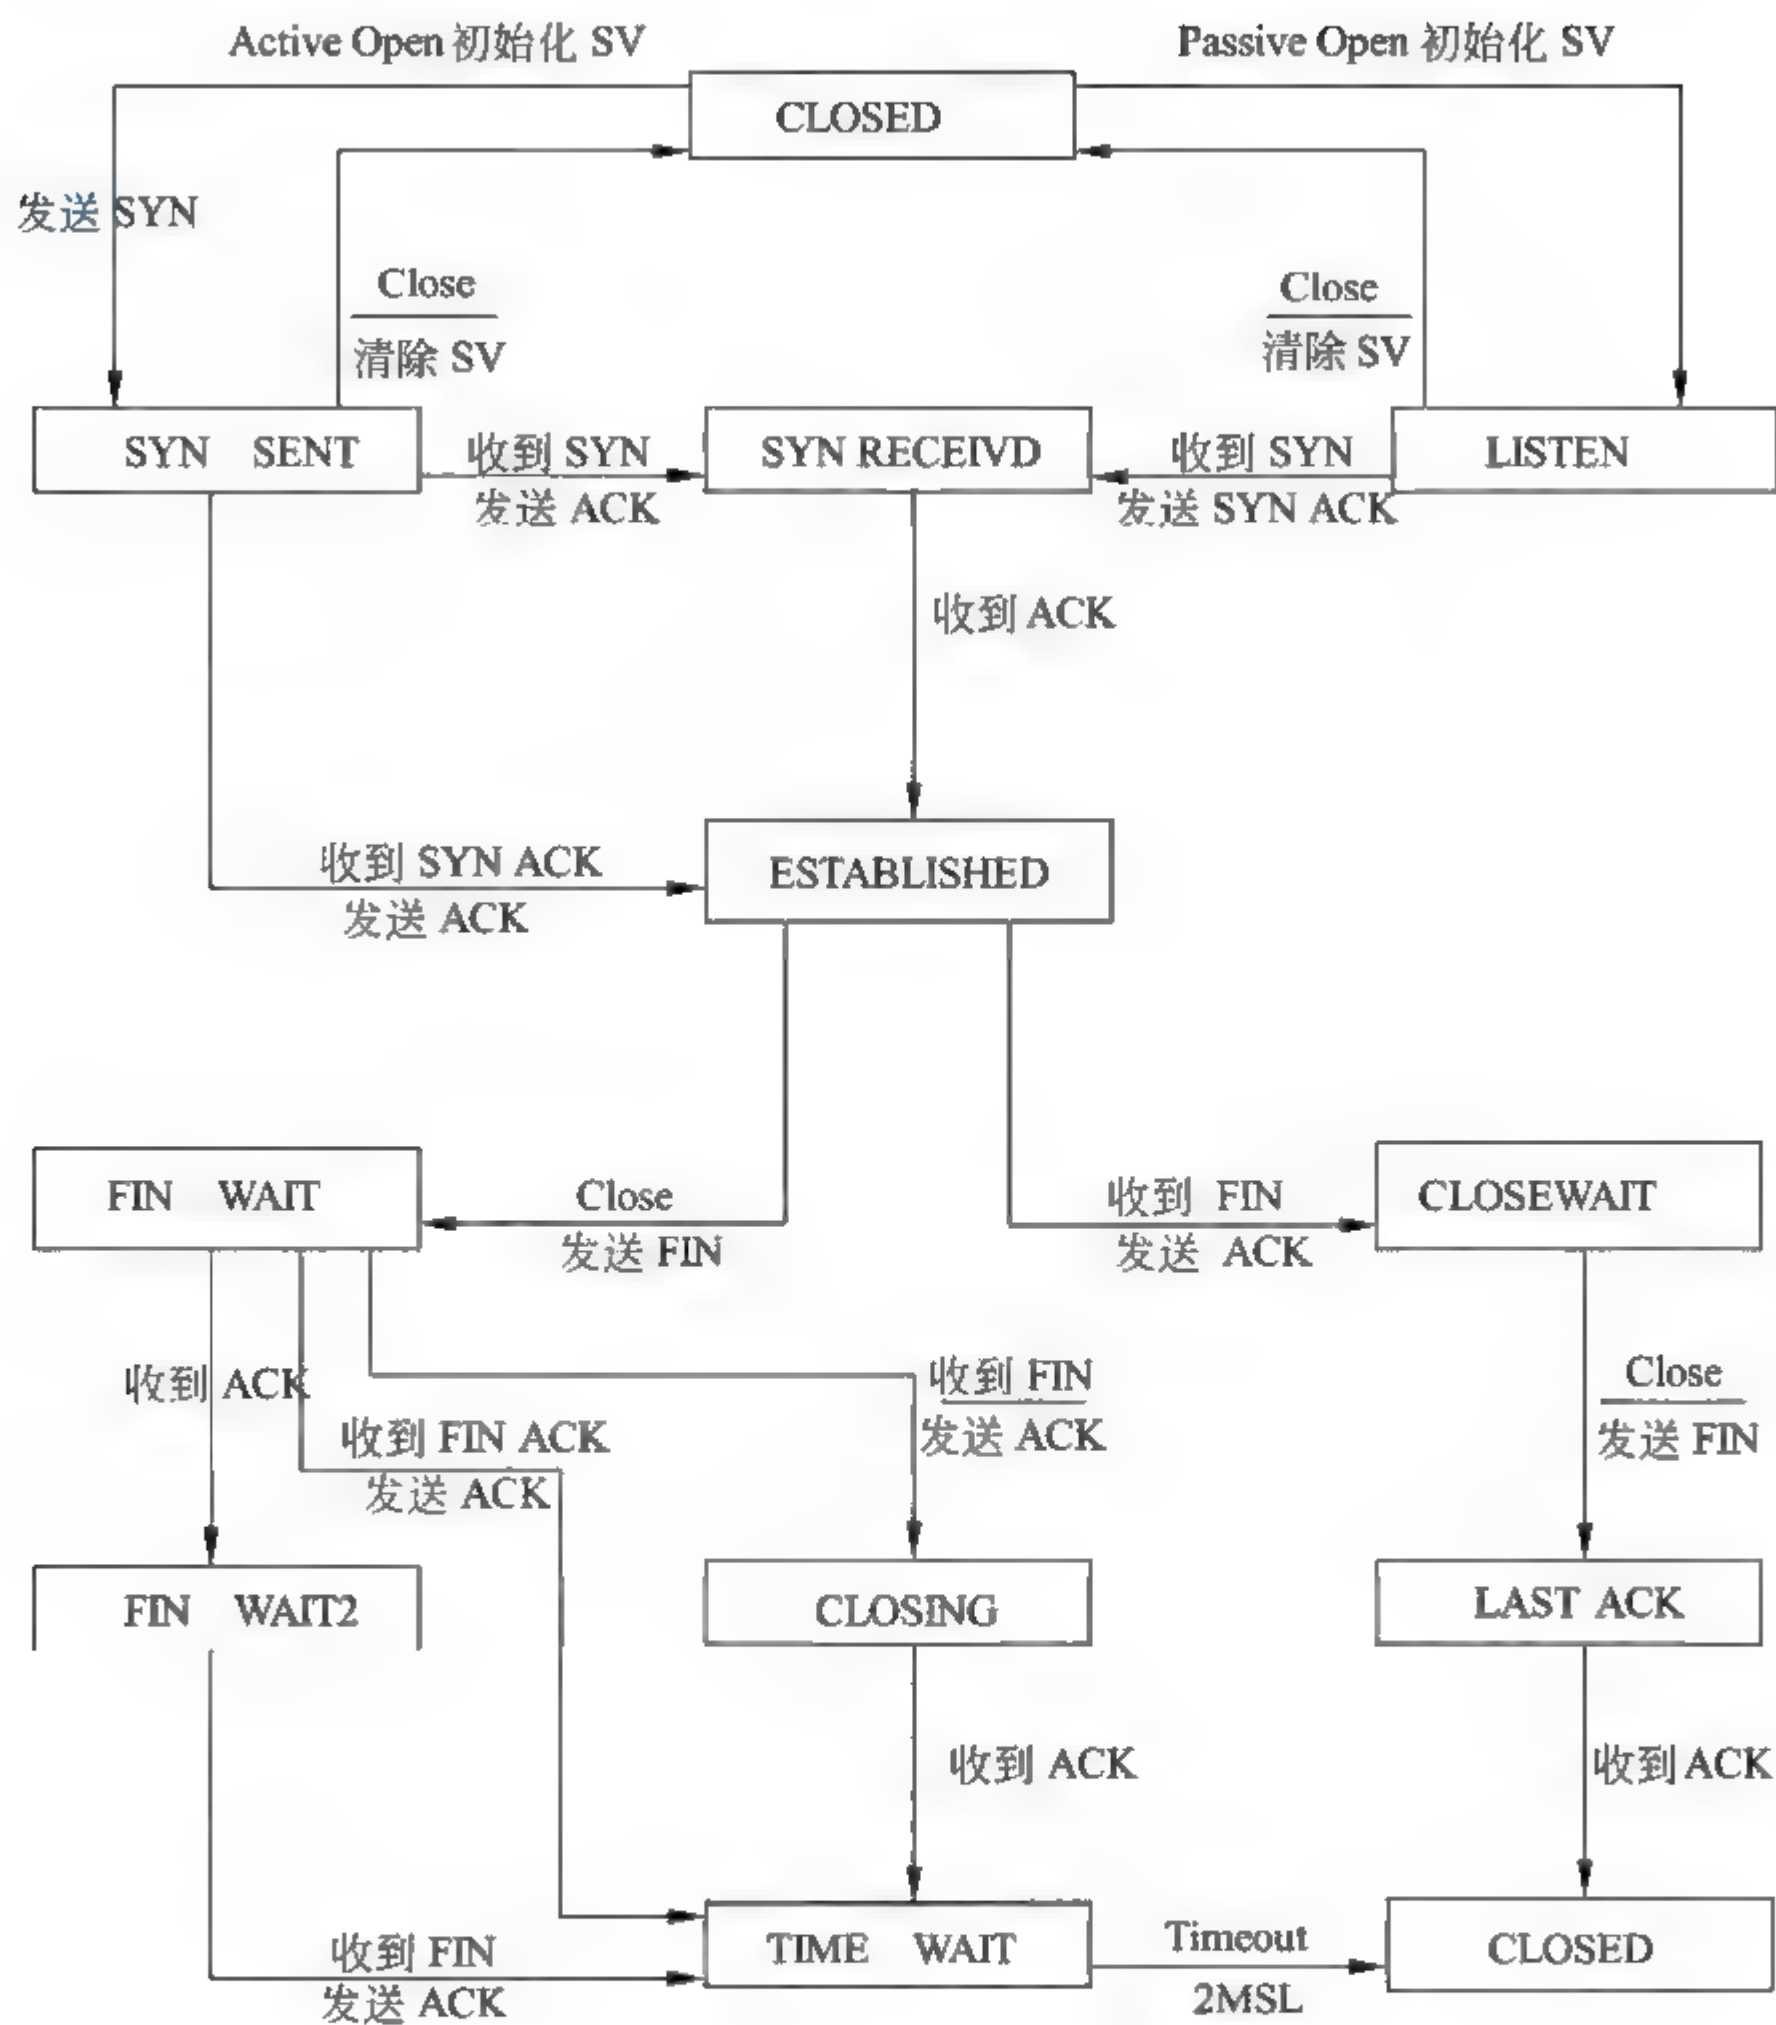 Active Open 初始化 SV
Passive Open 初始化 SV
CLOSED
发送 SYN
Close
清除 SV
Close
清除 SV
SYN SENT
收到 SYN
发送 ACK
SYN RECEIVD
收到 SYN
发送 SYN ACK
LISTEN
收到 ACK
收到 SYN ACK
发送 ACK
ESTABLISHED
FIN WAIT
Close
发送 FIN
收到 FIN
发送 ACK
CLOSEWAIT
收到 ACK
收到 FIN ACK
发送 ACK
收到 FIN
发送 ACK
Close
发送 FIN
FIN WAIT2
CLOSING
LAST ACK
收到 ACK
收到 ACK
收到 FIN
发送 ACK
TIME WAIT
Timeout
2MSL
CLOSED